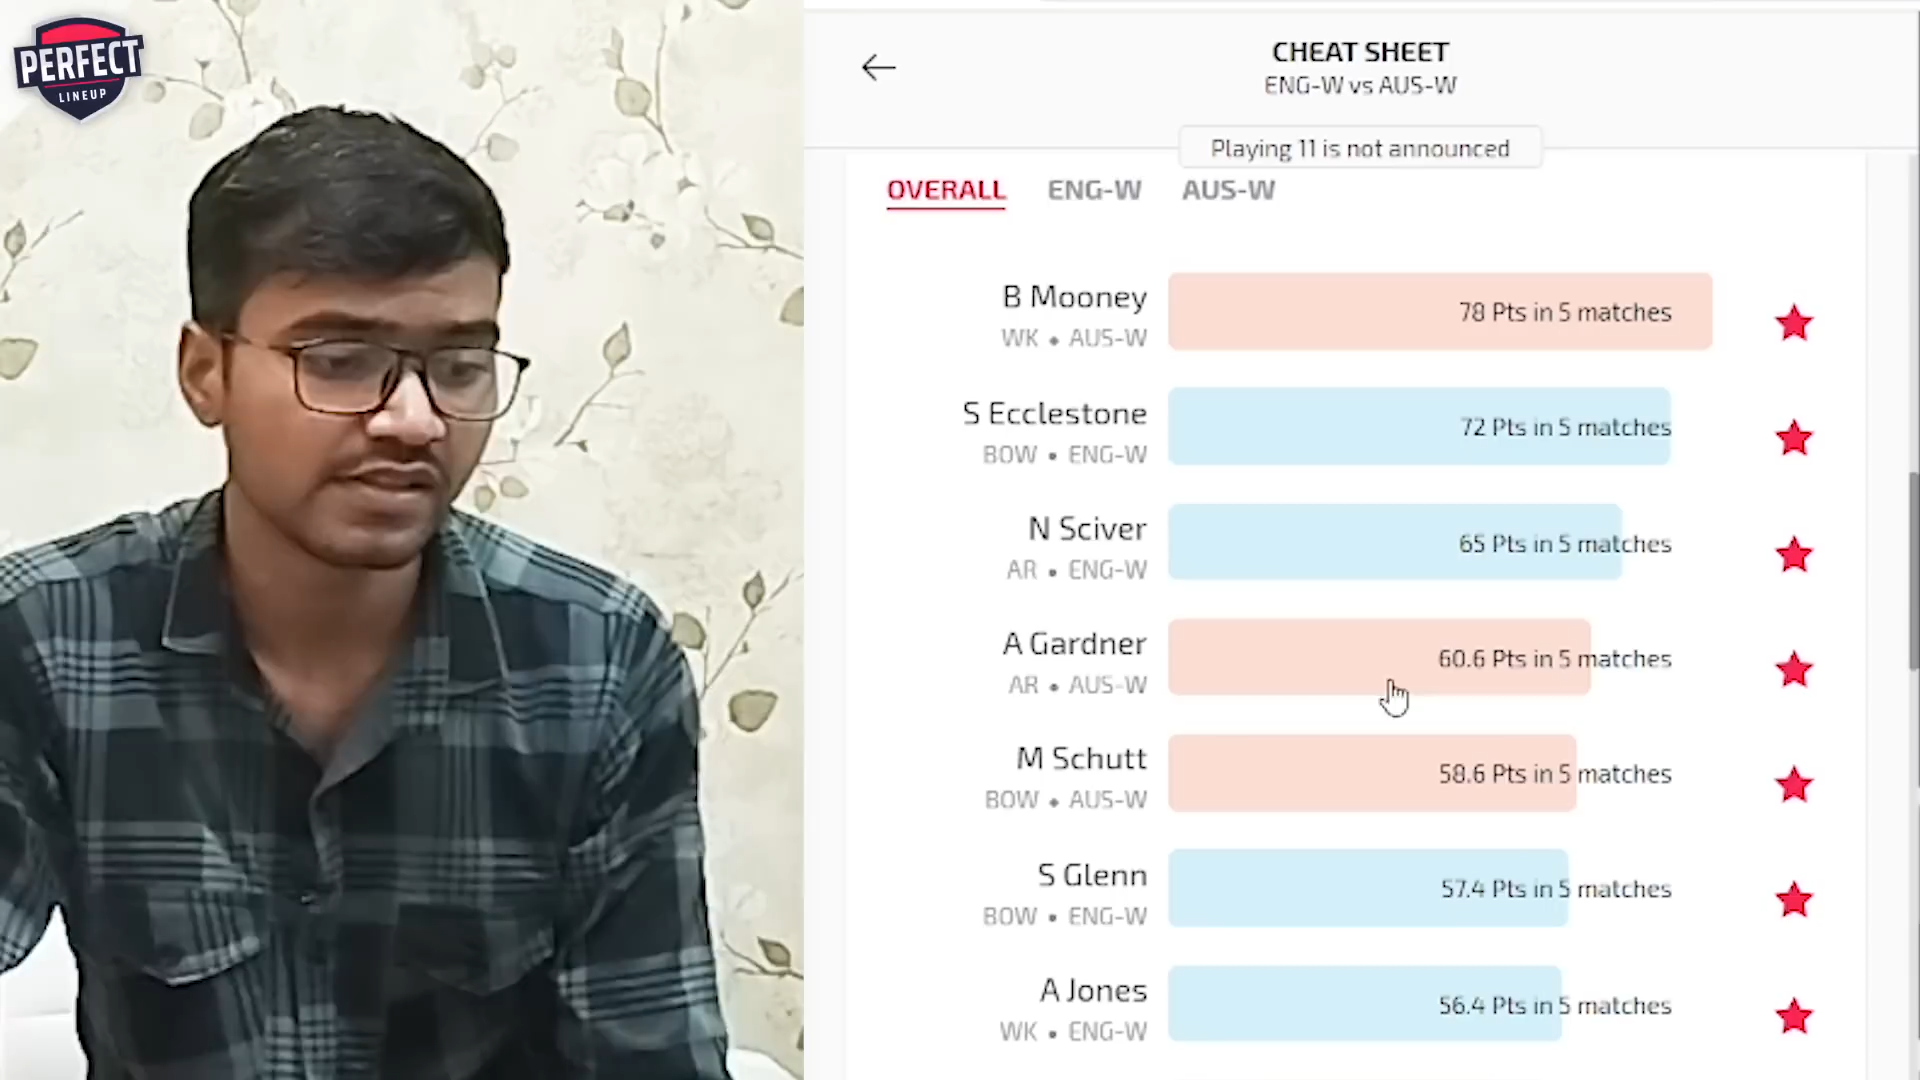 PERFECT
LINEUP
CHEAT SHEET
ENG-W vs AUS-W
Playing 11 is not announced
OVERALL ENG-W AUS-W
B Mooney
WK • AUS-W
78 Pts in 5 matches
S Ecclestone
BOW • ENG-W
72 Pts in 5 matches
N Sciver
AR • ENG-W
65 Pts in 5 matches
A Gardner
AR • AUS-W
60.6 Pts in 5 matches
M Schutt
BOW • AUS-W
58.6 Pts in 5 matches
S Glenn
BOW • ENG-W
57.4 Pts in 5 matches
A Jones
WK • ENG-W
56.4 Pts in 5 matches